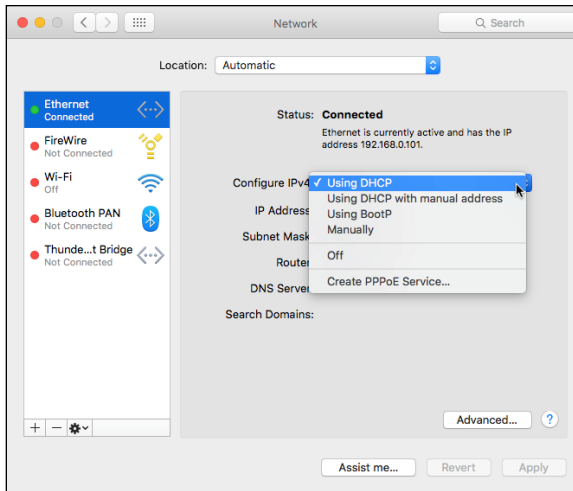 Network
Search
Location: Automatic
Ethernet
Connected
FireWire
Not Connected
Wi-Fi
Off
Bluetooth PAN
Not Connected
Thunde...t Bridge
Not Connected
Status: Connected
Ethernet is currently active and has the IP
address 192.168.0.101.
Configure IPv4 ✓ Using DHCP
Using DHCP with manual address
Using BootP
Manually
Off
Create PPPoE Service...
IP Address
Subnet Mask
Router
DNS Server
Search Domains:
Advanced... ?
+ −
Assist me... Revert Apply